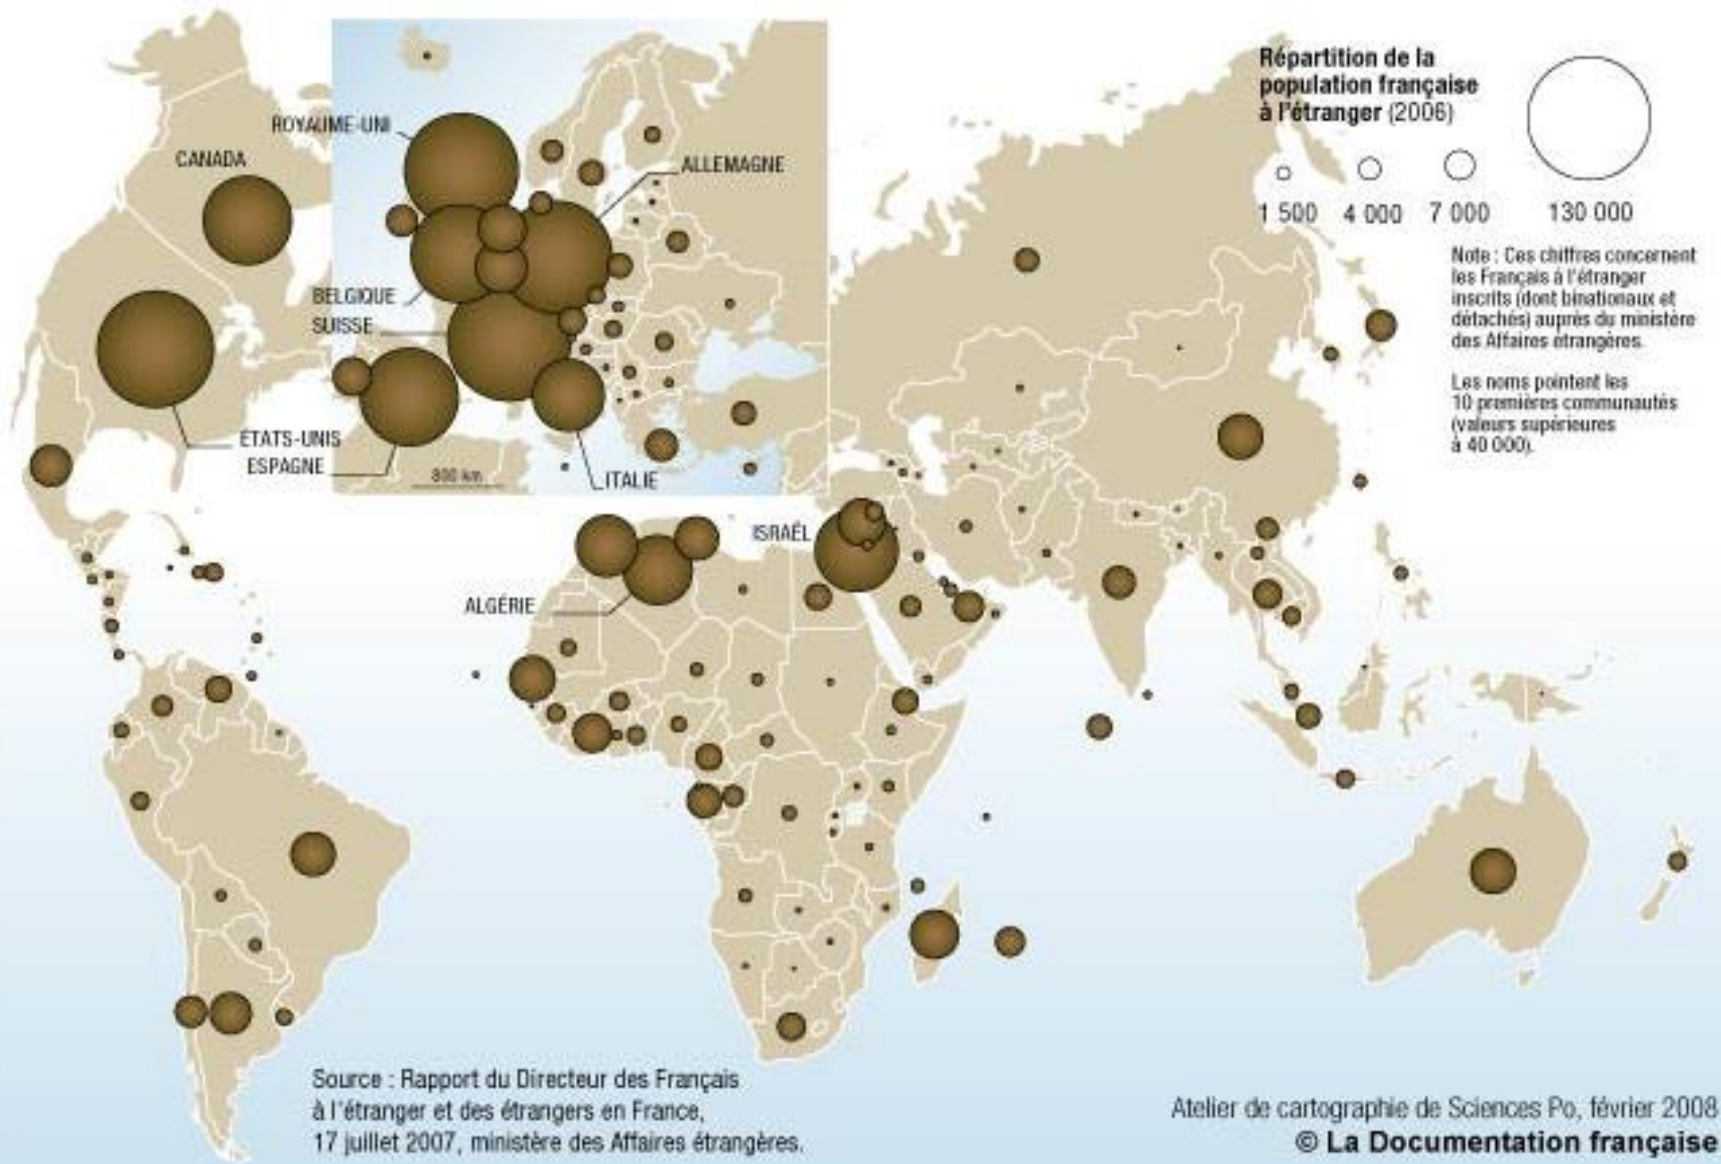 Répartition de la
population française
à l'étranger (2006)
1 500
4 000
7 000
130 000
Note : Ces chiffres concernent
les Français à l'étranger
inscrits (dont binationaux et
détachés) auprès du ministère
des Affaires étrangères.
Les noms pointent les
10 premières communautés
(valeurs supérieures
à 40 000).
ROYAUME-UNI
CANADA
ALLEMAGNE
BELGIQUE
SUISSE
ETATS-UNIS
ESPAGNE
800 km
ITALIE
ISRAËL
ALGÉRIE
Source : Rapport du Directeur des Français
à l'étranger et des étrangers en France,
17 juillet 2007, ministère des Affaires étrangères.
Atelier de cartographie de Sciences Po, février 2008
© La Documentation française